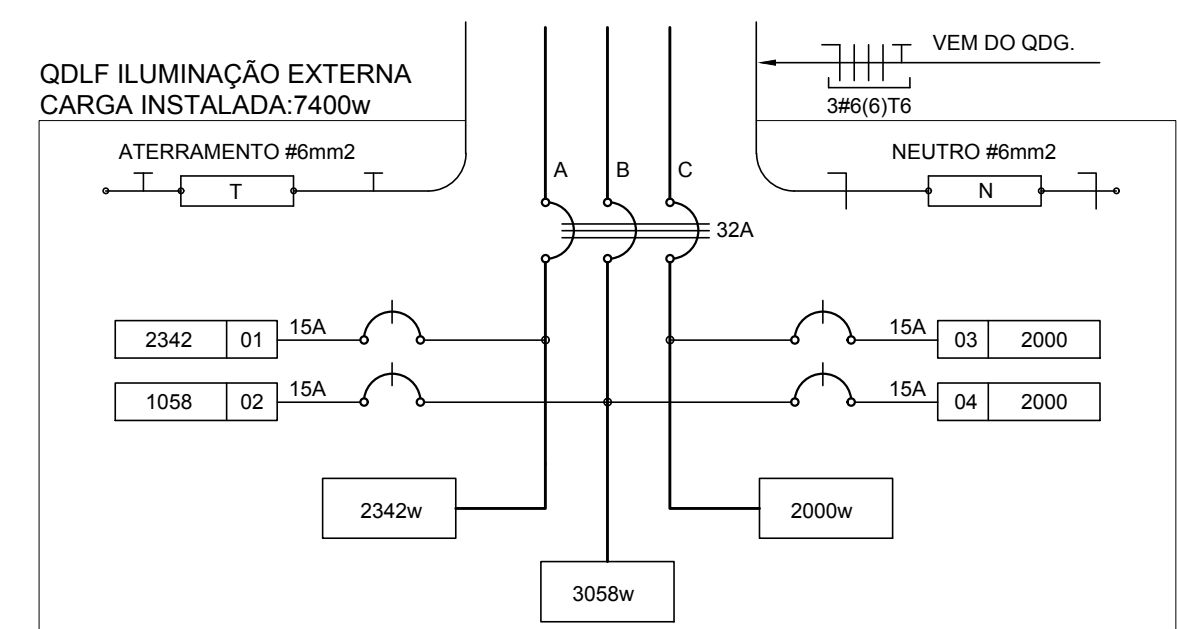 VEM DO QDG.
QDLF ILUMINAÇÃO EXTERNA
CARGA INSTALADA:7400w
3#6(6)T6
ATERRAMENTO #6mm2
NEUTRO #6mm2
A B C
T
N
32A
2342 01 15A
15A 03 2000
1058 02 15A
15A 04 2000
2342w
2000w
3058w